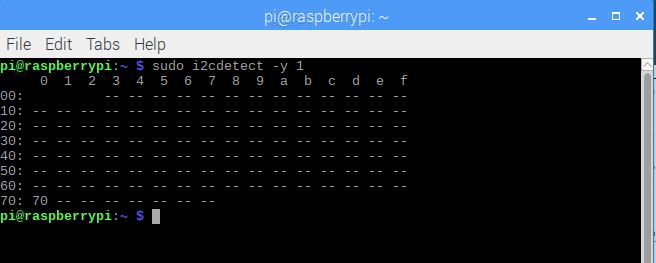 pi@raspberrypi: ~
File Edit Tabs Help
pi@raspberrypi:~ $ sudo i2cdetect -y 1
     0  1  2  3  4  5  6  7  8  9  a  b  c  d  e  f
00:          -- -- -- -- -- -- -- -- -- -- -- -- --
10: -- -- -- -- -- -- -- -- -- -- -- -- -- -- -- --
20: -- -- -- -- -- -- -- -- -- -- -- -- -- -- -- --
30: -- -- -- -- -- -- -- -- -- -- -- -- -- -- -- --
40: -- -- -- -- -- -- -- -- -- -- -- -- -- -- -- --
50: -- -- -- -- -- -- -- -- -- -- -- -- -- -- -- --
60: -- -- -- -- -- -- -- -- -- -- -- -- -- -- -- --
70: 70 -- -- -- -- -- -- --
pi@raspberrypi:~ $